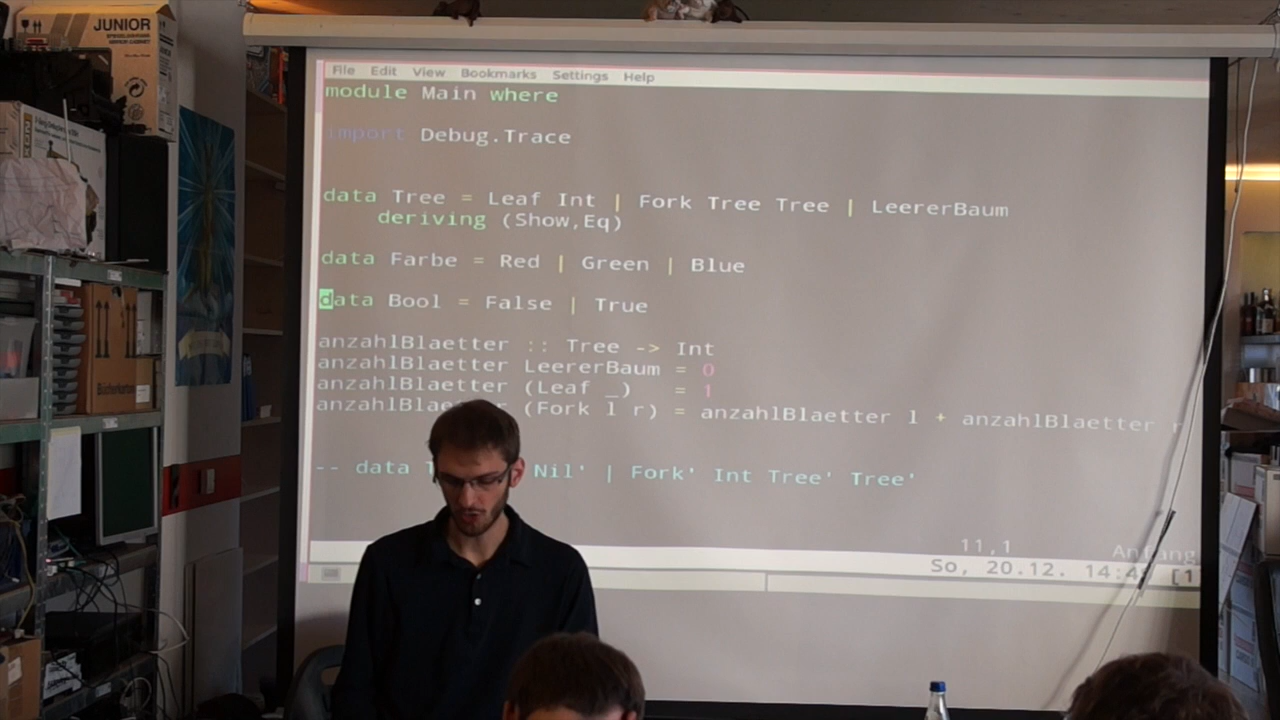 JUNIOR
File Edit View Bookmarks Settings Help
module Main where
import Debug.Trace
data Tree = Leaf Int | Fork Tree Tree | LeererBaum
deriving (Show,Eq)
data Farbe = Red | Green | Blue
data Bool = False | True
anzahlBlaetter :: Tree -> Int
anzahlBlaetter LeererBaum = 0
anzahlBlaetter (Leaf _) = 1
(Fork l r) = anzahlBlaetter l + anzahlBlaetter r
-- data Nil' | Fork' Int Tree' Tree'
11,1 Anfang
So, 20.12.
Bücherkarton